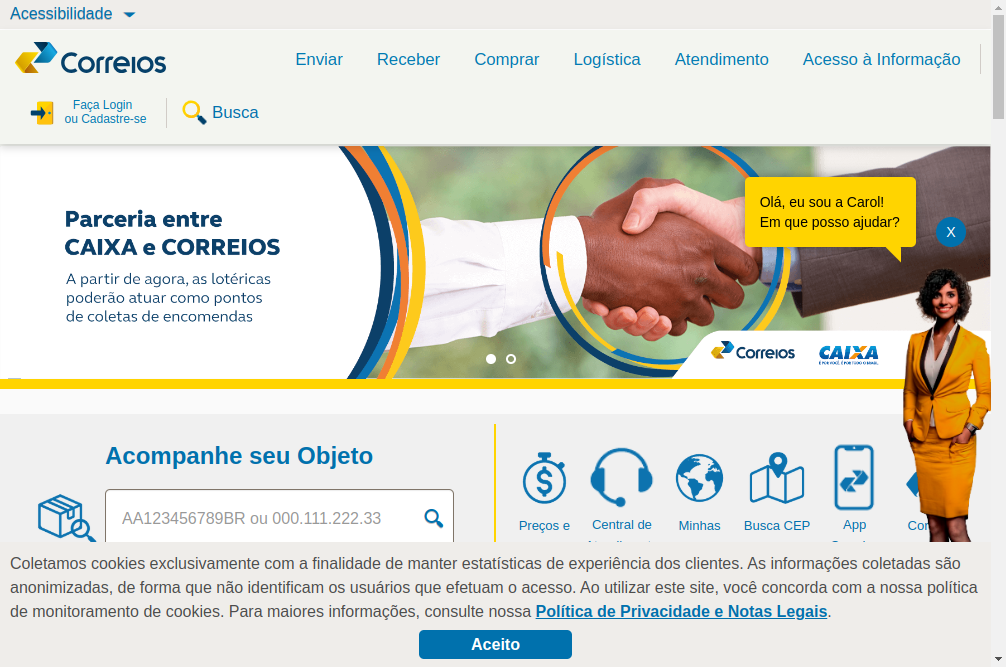 Acessibilidade
Correios
Enviar
Receber
Comprar
Logística
Atendimento
Acesso à Informação
Faça Login
ou Cadastre-se
Busca
Parceria entre
CAIXA e CORREIOS
A partir de agora, as lotéricas
poderão atuar como pontos
de coletas de encomendas
Olá, eu sou a Carol!
Em que posso ajudar?
X
Correios
CAIXA
Acompanhe seu Objeto
AA123456789BR ou 000.111.222.33
Preços e
Central de
Minhas
Busca CEP
App
Coletamos cookies exclusivamente com a finalidade de manter estatísticas de experiência dos clientes. As informações coletadas são
anonimizadas, de forma que não identificam os usuários que efetuam o acesso. Ao utilizar este site, você concorda com a nossa política
de monitoramento de cookies. Para maiores informações, consulte nossa Política de Privacidade e Notas Legais.
Aceito